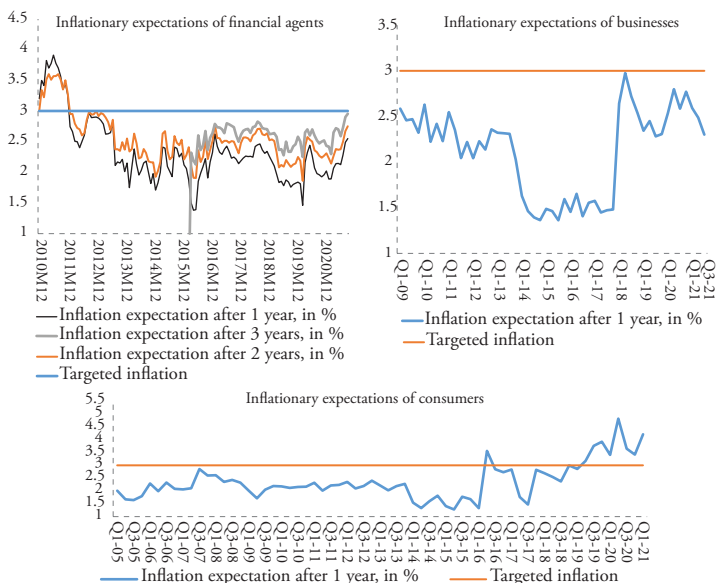 Inflationary expectations of financial agents
4.5
4
3.5
3
2.5
2
1.5
1
2010M12
2011M12
2012M12
2013M12
2014M12
2015M12
2016M12
2017M12
2018M12
2019M12
2020M12
Inflation expectation after 1 year, in %
Inflation expectation after 3 years, in %
Inflation expectation after 2 years, in %
Targeted inflation
Inflationary expectations of businesses
3.5
3
2.5
2
1.5
1
Q1-09
Q1-10
Q1-11
Q1-12
Q1-13
Q1-14
Q1-15
Q1-16
Q1-17
Q1-18
Q1-19
Q1-20
Q1-21
Q3-21
Inflation expectation after 1 year, in %
Targeted inflation
Inflationary expectations of consumers
5.5
5
4.5
4
3.5
3
2.5
2
1.5
1
Q1-05
Q3-05
Q1-06
Q3-06
Q1-07
Q3-07
Q1-08
Q3-08
Q1-09
Q3-09
Q1-10
Q3-10
Q1-11
Q3-11
Q1-12
Q3-12
Q1-13
Q3-13
Q1-14
Q3-14
Q1-15
Q3-15
Q1-16
Q3-16
Q1-17
Q3-17
Q1-18
Q3-18
Q1-19
Q3-19
Q1-20
Q3-20
Q1-21
Inflation expectation after 1 year, in %
Targeted inflation